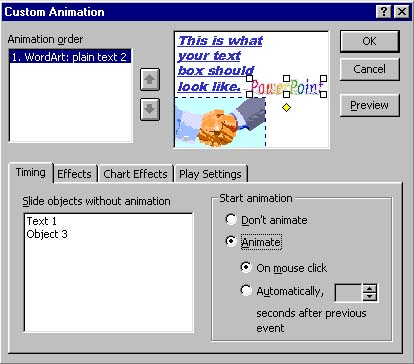 Custom Animation
Animation order
1. WordArt: plain text 2
This is what
your text
box should
look like.
PowerPoint
OK
Cancel
Preview
Timing
Effects
Chart Effects
Play Settings
Slide objects without animation
Text 1
Object 3
Start animation
Don't animate
Animate
On mouse click
Automatically,
seconds after previous
event